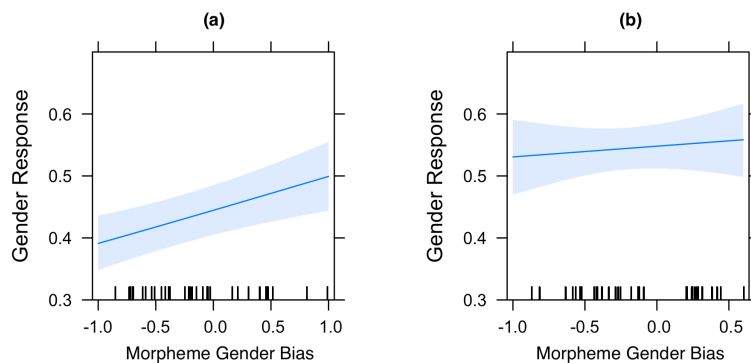 (a)
Gender Response
0.6
0.5
0.4
0.3
-1.0 -0.5 0.0 0.5 1.0
Morpheme Gender Bias
(b)
Gender Response
0.6
0.5
0.4
0.3
-1.0 -0.5 0.0 0.5
Morpheme Gender Bias